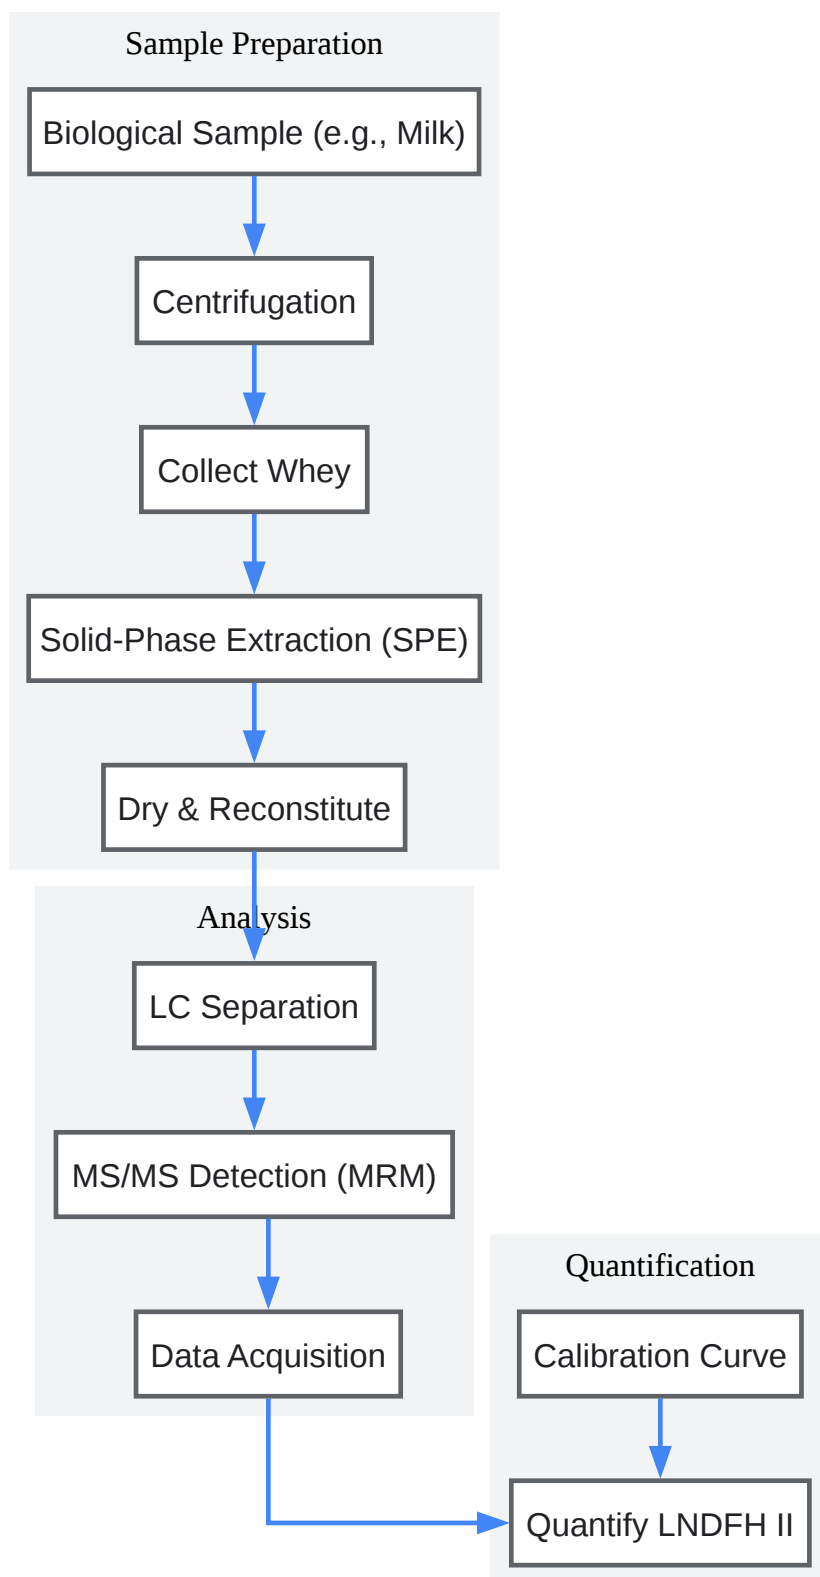 Sample Preparation
Biological Sample (e.g., Milk)
Centrifugation
Collect Whey
Solid-Phase Extraction (SPE)
Dry & Reconstitute
Analysis
LC Separation
MS/MS Detection (MRM)
Data Acquisition
Quantification
Calibration Curve
Quantify LNDFH II